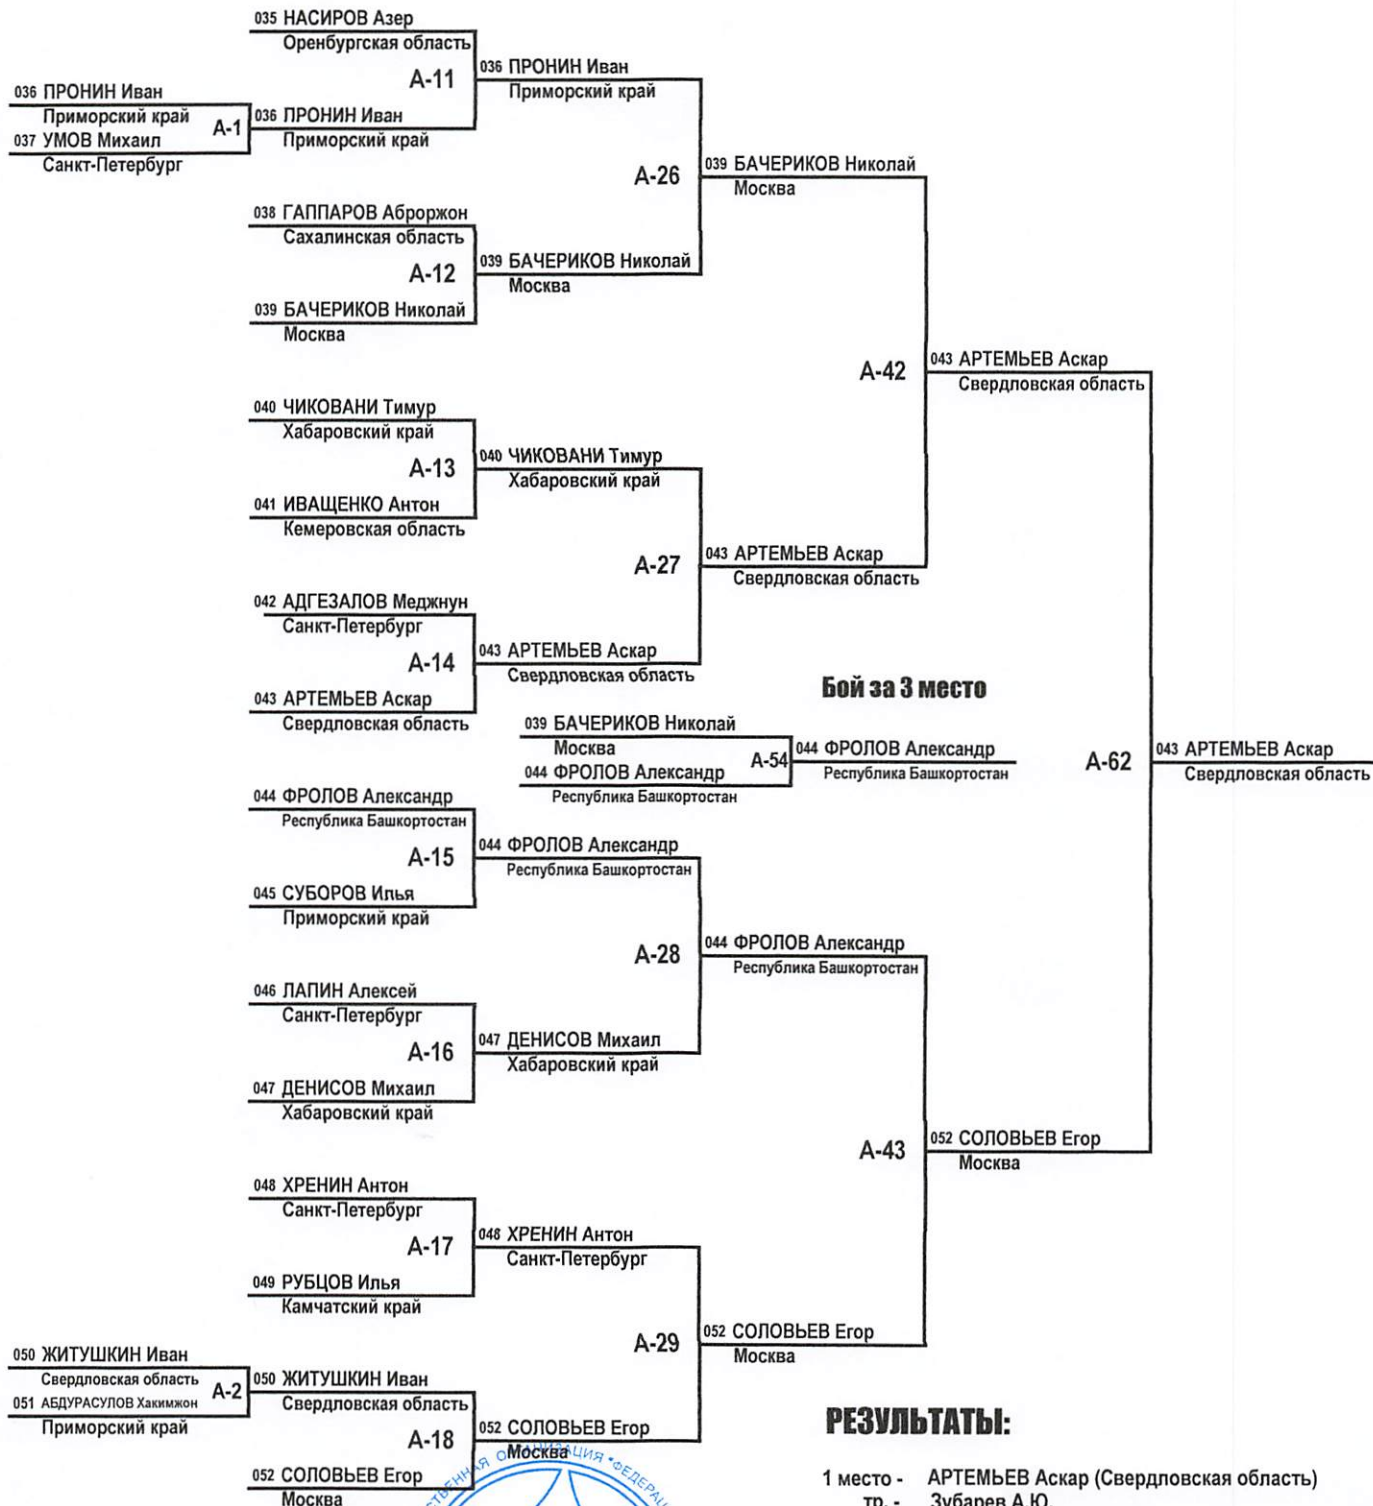 035 НАСИРОВ Азер
Оренбургская область
А-11
036 ПРОНИН Иван
Приморский край
036 ПРОНИН Иван
Приморский край
037 УМОВ Михаил
Санкт-Петербург
А-1
036 ПРОНИН Иван
Приморский край
А-26
039 БАЧЕРИКОВ Николай
Москва
038 ГАППАРОВ Аброржон
Сахалинская область
А-12
039 БАЧЕРИКОВ Николай
Москва
039 БАЧЕРИКОВ Николай
Москва
А-42
043 АРТЕМЬЕВ Аскар
Свердловская область
040 ЧИКОВАНИ Тимур
Хабаровский край
А-13
040 ЧИКОВАНИ Тимур
Хабаровский край
041 ИВАЩЕНКО Антон
Кемеровская область
А-27
043 АРТЕМЬЕВ Аскар
Свердловская область
042 АДГЕЗАЛОВ Меджнун
Санкт-Петербург
А-14
043 АРТЕМЬЕВ Аскар
Свердловская область
043 АРТЕМЬЕВ Аскар
Свердловская область
Бой за 3 место
039 БАЧЕРИКОВ Николай
Москва
А-54
044 ФРОЛОВ Александр
Республика Башкортостан
044 ФРОЛОВ Александр
Республика Башкортостан
А-62
043 АРТЕМЬЕВ Аскар
Свердловская область
044 ФРОЛОВ Александр
Республика Башкортостан
А-15
044 ФРОЛОВ Александр
Республика Башкортостан
045 СУБОРОВ Илья
Приморский край
А-28
044 ФРОЛОВ Александр
Республика Башкортостан
046 ЛАПИН Алексей
Санкт-Петербург
А-16
047 ДЕНИСОВ Михаил
Хабаровский край
047 ДЕНИСОВ Михаил
Хабаровский край
А-43
052 СОЛОВЬЕВ Егор
Москва
048 ХРЕНИН Антон
Санкт-Петербург
А-17
048 ХРЕНИН Антон
Санкт-Петербург
049 РУБЦОВ Илья
Камчатский край
А-29
052 СОЛОВЬЕВ Егор
Москва
050 ЖИТУШКИН Иван
Свердловская область
А-2
051 АБДУРАСУЛОВ Хакимжон
Приморский край
050 ЖИТУШКИН Иван
Свердловская область
А-18
052 СОЛОВЬЕВ Егор
Москва
052 СОЛОВЬЕВ Егор
Москва
РЕЗУЛЬТАТЫ:
1 место - АРТЕМЬЕВ Аскар (Свердловская область)
тр. - Зубарев А.Ю.